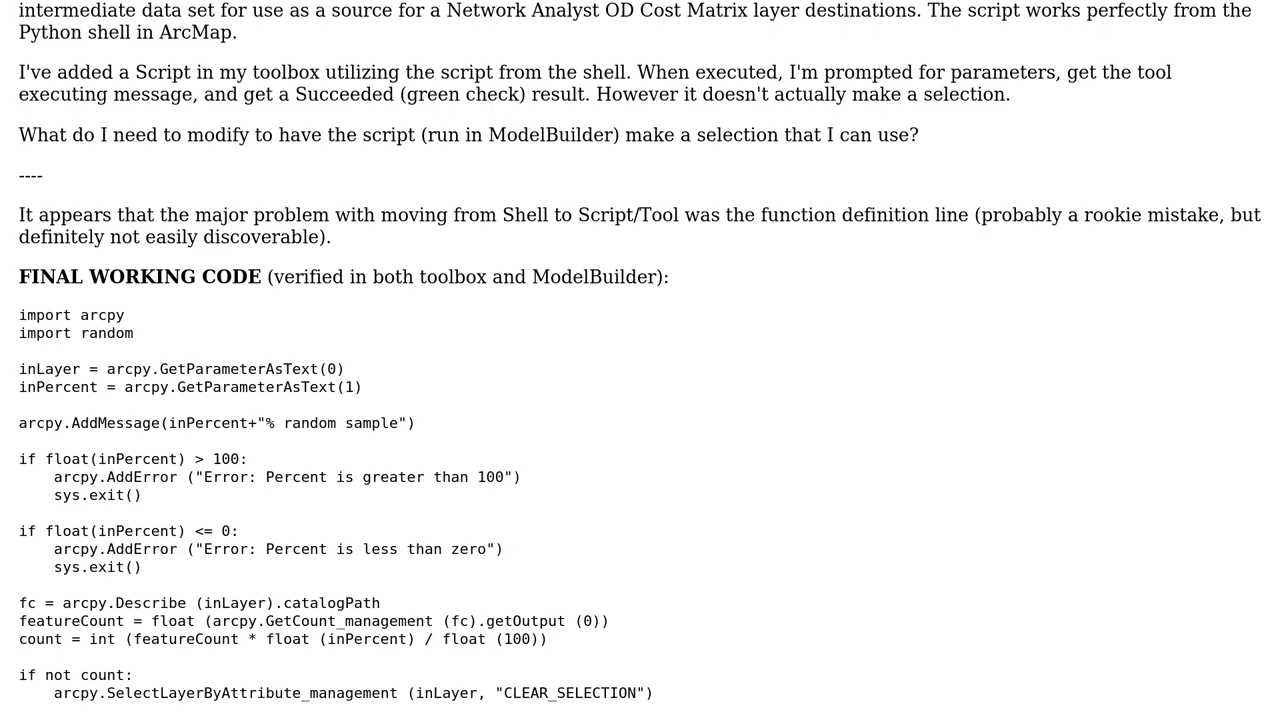 intermediate data set for use as a source for a Network Analyst OD Cost Matrix layer destinations. The script works perfectly from the
Python shell in ArcMap.
I've added a Script in my toolbox utilizing the script from the shell. When executed, I'm prompted for parameters, get the tool
executing message, and get a Succeeded (green check) result. However it doesn't actually make a selection.
What do I need to modify to have the script (run in ModelBuilder) make a selection that I can use?
----
It appears that the major problem with moving from Shell to Script/Tool was the function definition line (probably a rookie mistake, but
definitely not easily discoverable).
FINAL WORKING CODE (verified in both toolbox and ModelBuilder):
import arcpy
import random
inLayer = arcpy.GetParameterAsText(0)
inPercent = arcpy.GetParameterAsText(1)
arcpy.AddMessage(inPercent+"% random sample")
if float(inPercent) > 100:
    arcpy.AddError ("Error: Percent is greater than 100")
    sys.exit()
if float(inPercent) <= 0:
    arcpy.AddError ("Error: Percent is less than zero")
    sys.exit()
fc = arcpy.Describe (inLayer).catalogPath
featureCount = float (arcpy.GetCount_management (fc).getOutput (0))
count = int (featureCount * float (inPercent) / float (100))
if not count:
    arcpy.SelectLayerByAttribute_management (inLayer, "CLEAR_SELECTION")